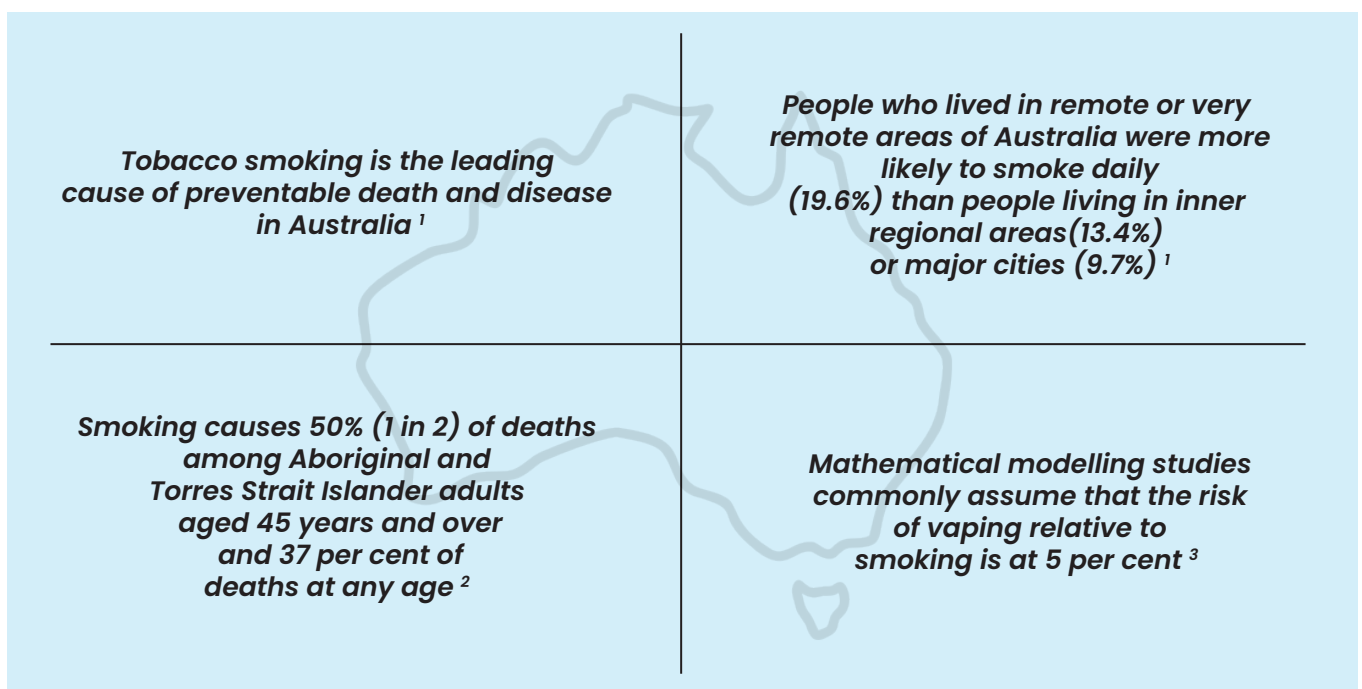 Tobacco smoking is the leading
cause of preventable death and disease
in Australia ¹
People who lived in remote or very
remote areas of Australia were more
likely to smoke daily
(19.6%) than people living in inner
regional areas(13.4%)
or major cities (9.7%) ¹
Smoking causes 50% (1 in 2) of deaths
among Aboriginal and
Torres Strait Islander adults
aged 45 years and over
and 37 per cent of
deaths at any age ²
Mathematical modelling studies
commonly assume that the risk
of vaping relative to
smoking is at 5 per cent ³